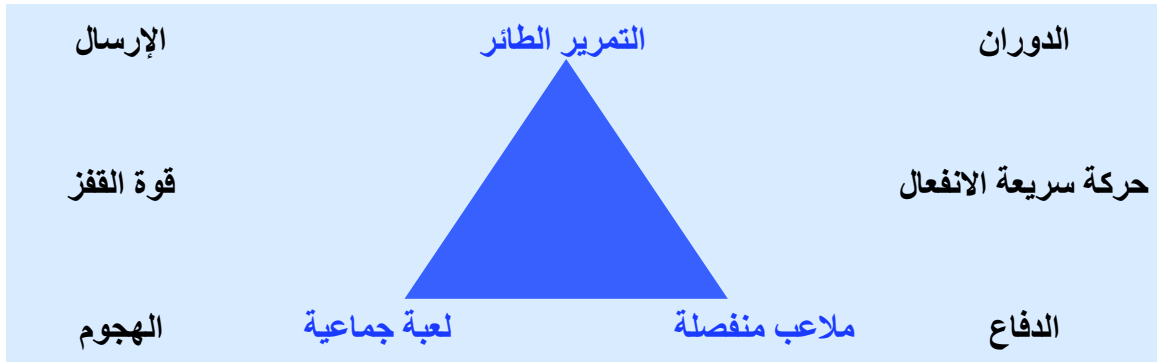 الدوران
التمرير الطائر
الإرسال
حركة سريعة الانفعال
قوة القفز
الدفاع
ملاعب منفصلة
لعبة جماعية
الهجوم